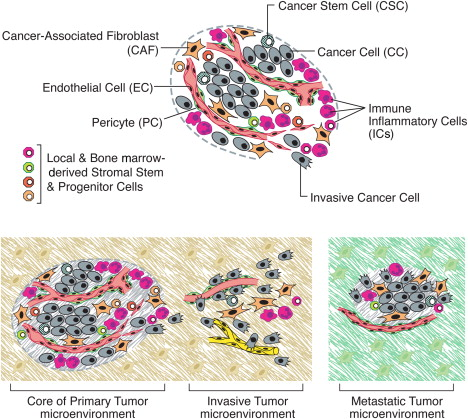 Cancer Stem Cell (CSC)
Cancer-Associated Fibroblast
(CAF)
Cancer Cell (CC)
Endothelial Cell (EC)
Pericyte (PC)
Immune
Inflammatory Cells
(ICs)
Local & Bone marrow-
derived Stromal Stem
& Progenitor Cells
Invasive Cancer Cell
Core of Primary Tumor
microenvironment
Invasive Tumor
microenvironment
Metastatic Tumor
microenvironment